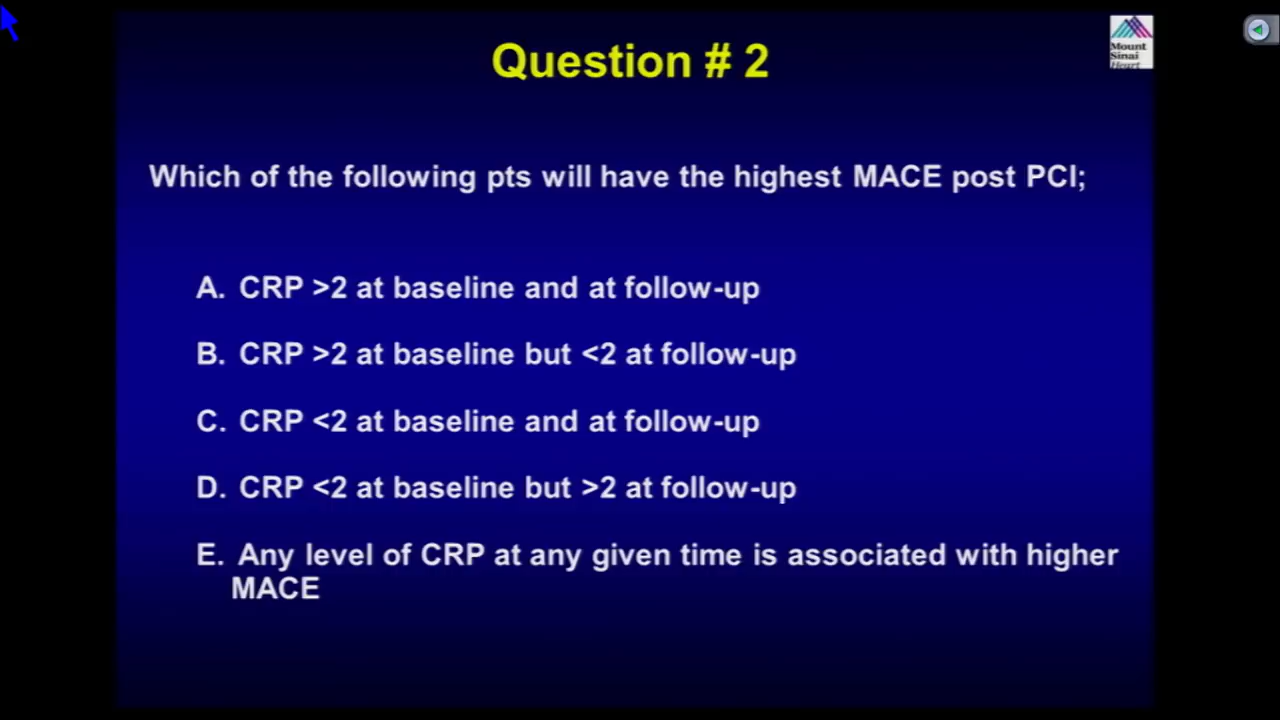 Question # 2
Mount
Sinai
Heart
Which of the following pts will have the highest MACE post PCI;
A. CRP >2 at baseline and at follow-up
B. CRP >2 at baseline but <2 at follow-up
C. CRP <2 at baseline and at follow-up
D. CRP <2 at baseline but >2 at follow-up
E. Any level of CRP at any given time is associated with higher
MACE